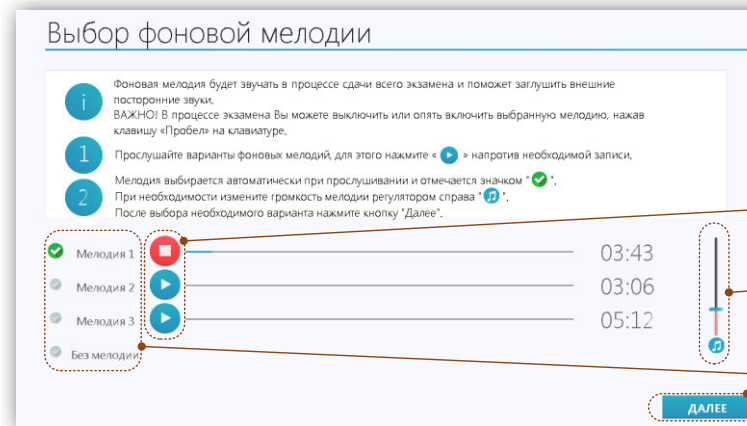 Выбор фоновой мелодии
i
Фоновая мелодия будет звучать в процессе сдачи всего экзамена и поможет заглушить внешние
посторонние звуки.
ВАЖНО! В процессе экзамена Вы можете выключить или опять включить выбранную мелодию, нажав
клавишу «Пробел» на клавиатуре.
1
Прослушайте варианты фоновых мелодий, для этого нажмите « » напротив необходимой записи.
2
Мелодия выбирается автоматически при прослушивании и отмечается значком " ".
При необходимости измените громкость мелодии регулятором справа " ".
После выбора необходимого варианта нажмите кнопку "Далее".
Мелодия 1 03:43
Мелодия 2 03:06
Мелодия 3 05:12
Без мелодии
ДАЛЕЕ